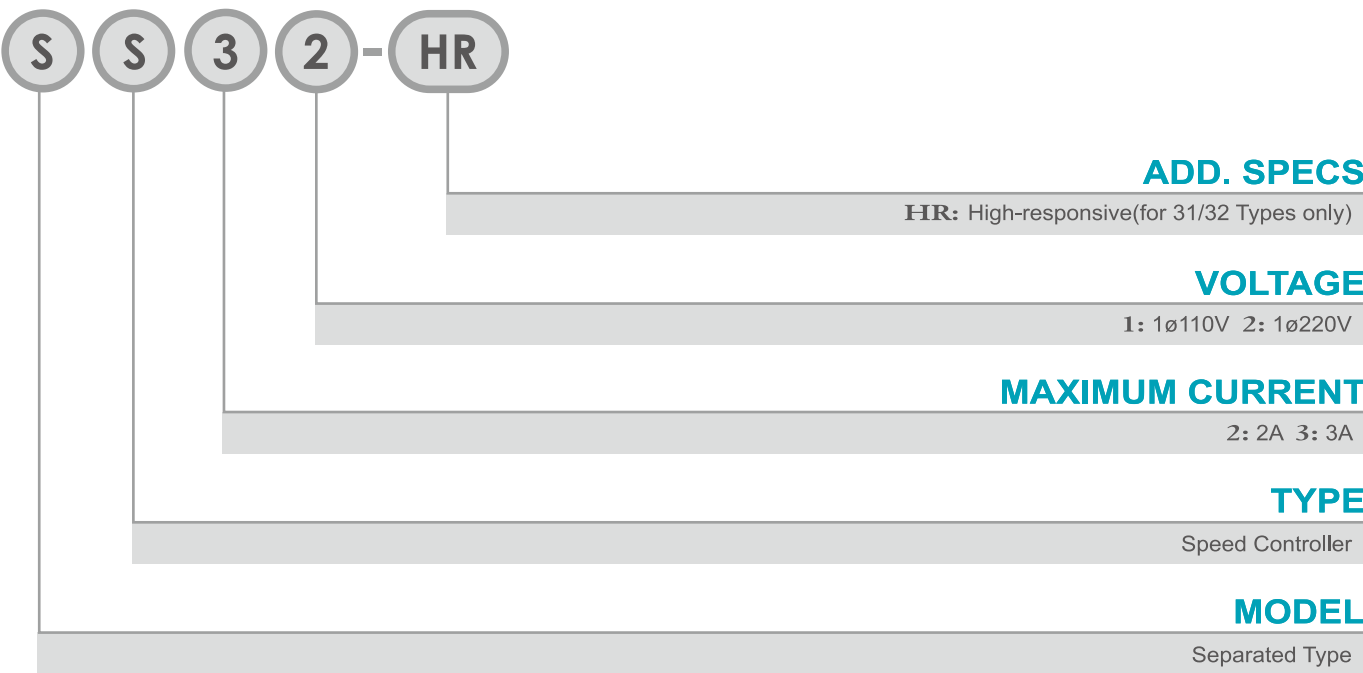 S S 3 2 - HR
ADD. SPECS
HR: High-responsive(for 31/32 Types only)
VOLTAGE
1: 1ø110V 2: 1ø220V
MAXIMUM CURRENT
2: 2A 3: 3A
TYPE
Speed Controller
MODEL
Separated Type